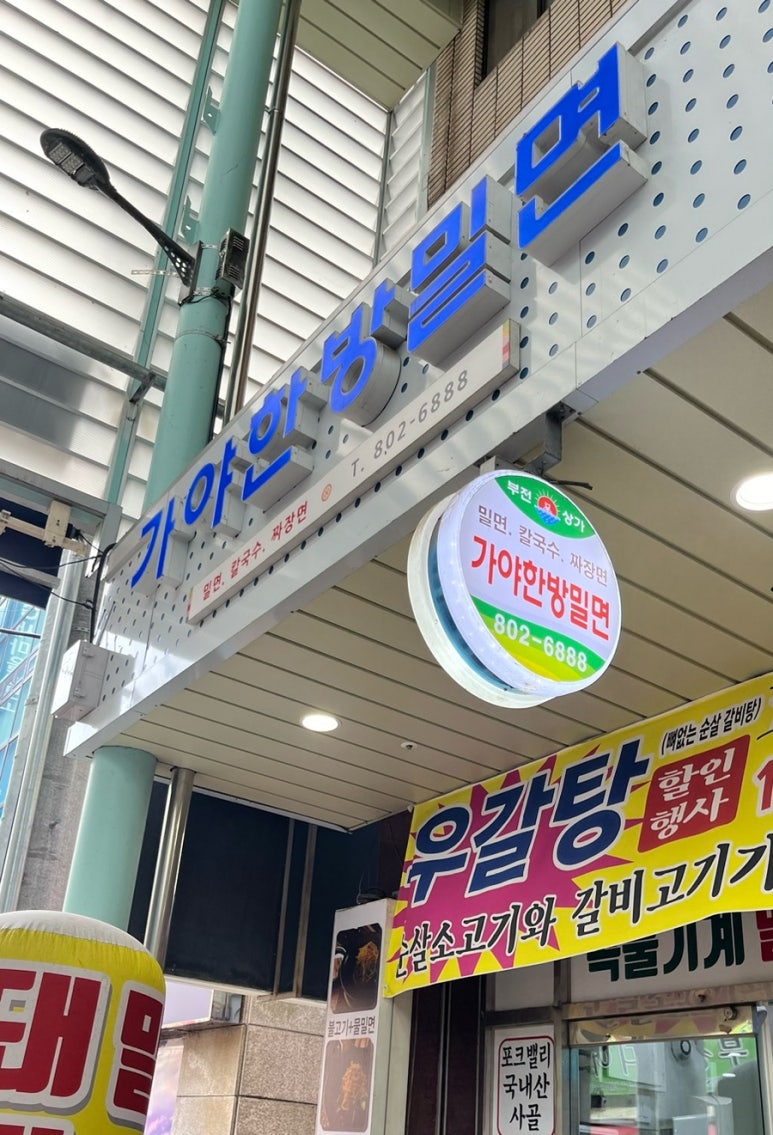 가야한방밀면
밀면. 칼국수. 짜장면 T. 802-6888
부전 상가
밀면. 칼국수. 짜장면
가야한방밀면
802-6888
(뼈없는 순살 갈비탕)
우갈탕 할인
행사
순살소고기와 갈비고기가
불고기+물밀면
포크밸리
국내산
사골